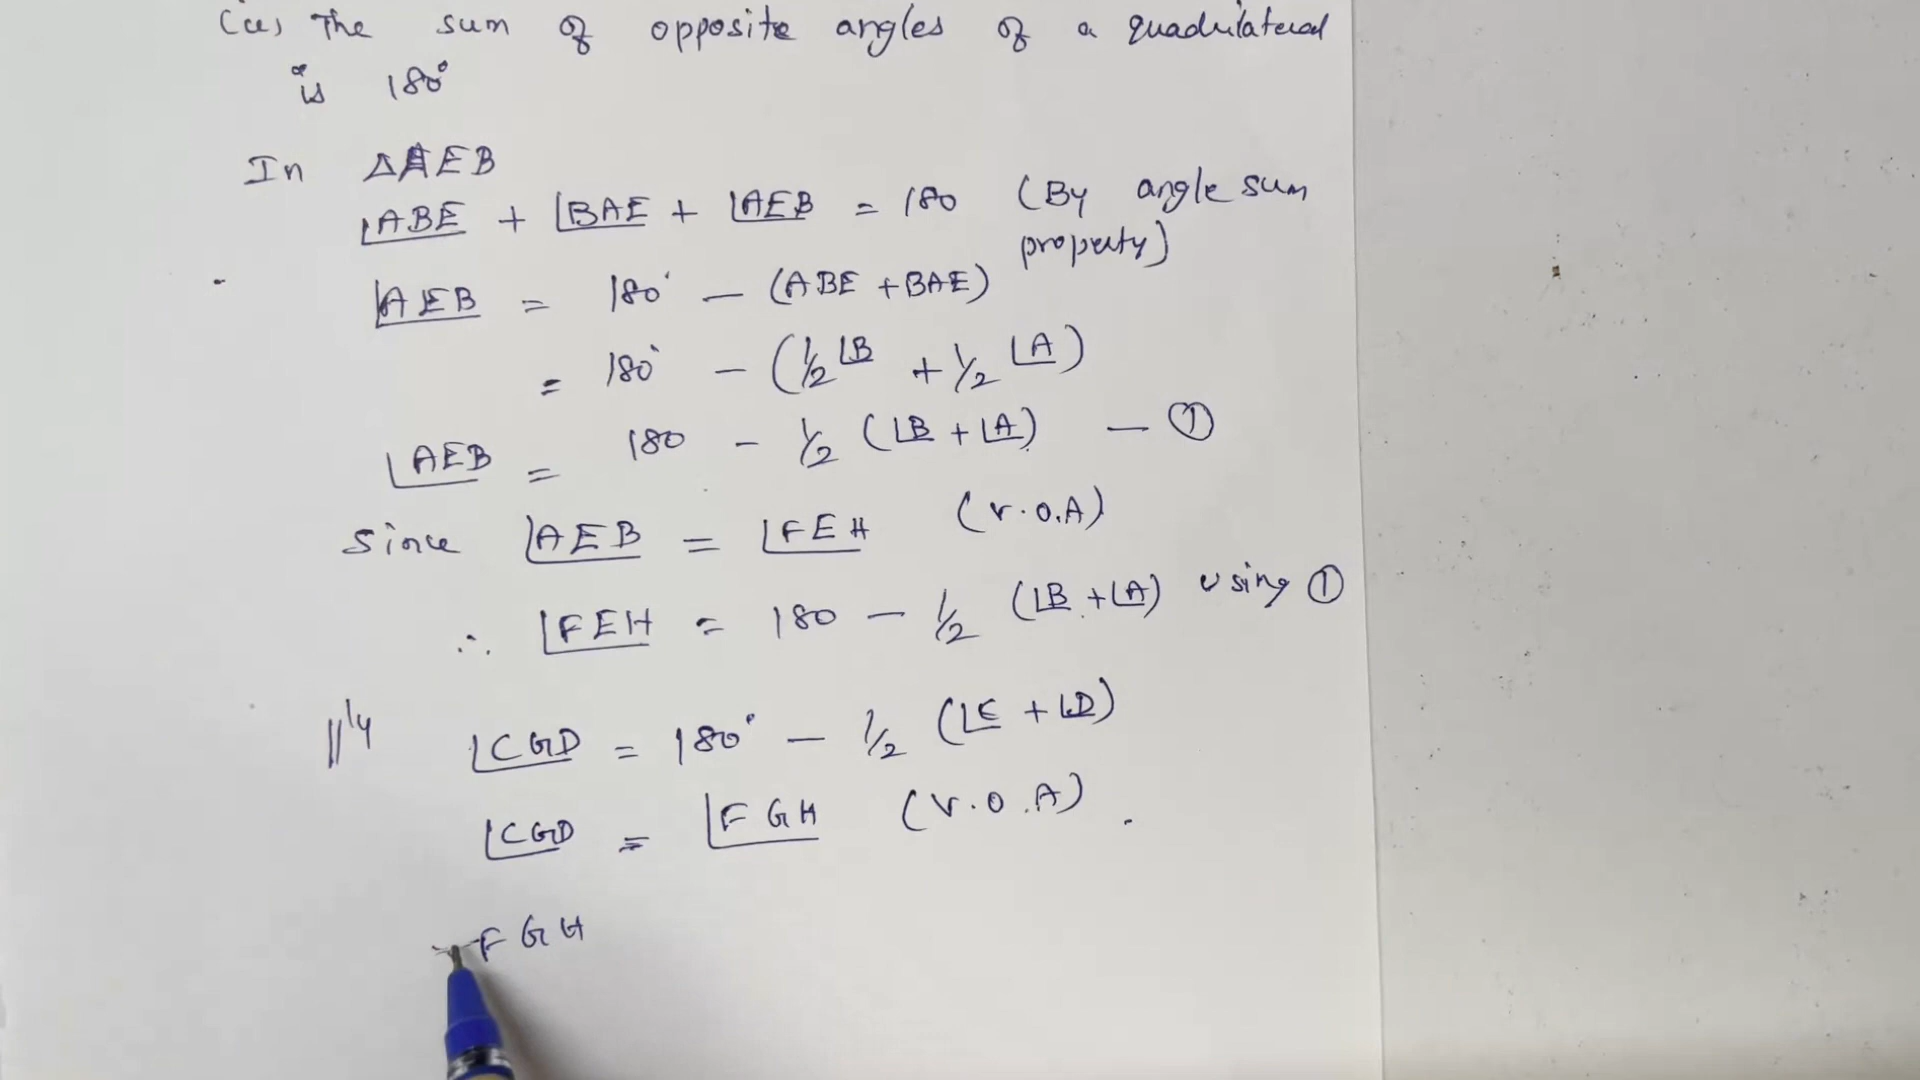 (ii) The sum of opposite angles of a quadrilateral
is 180°
In ΔAEB
∠ABE + ∠BAE + ∠AEB = 180 (By angle sum property)
∠AEB = 180° - (ABE + BAE)
= 180° - (1/2 ∠B + 1/2 ∠A)
∠AEB = 180 - 1/2 (∠B + ∠A) - ①
Since ∠AEB = ∠FEH (V.O.A)
∴ ∠FEH = 180 - 1/2 (∠B + ∠A) using ①
||ly ∠CGD = 180° - 1/2 (∠C + ∠D)
∠CGD = ∠FGH (V.O.A).
FGH